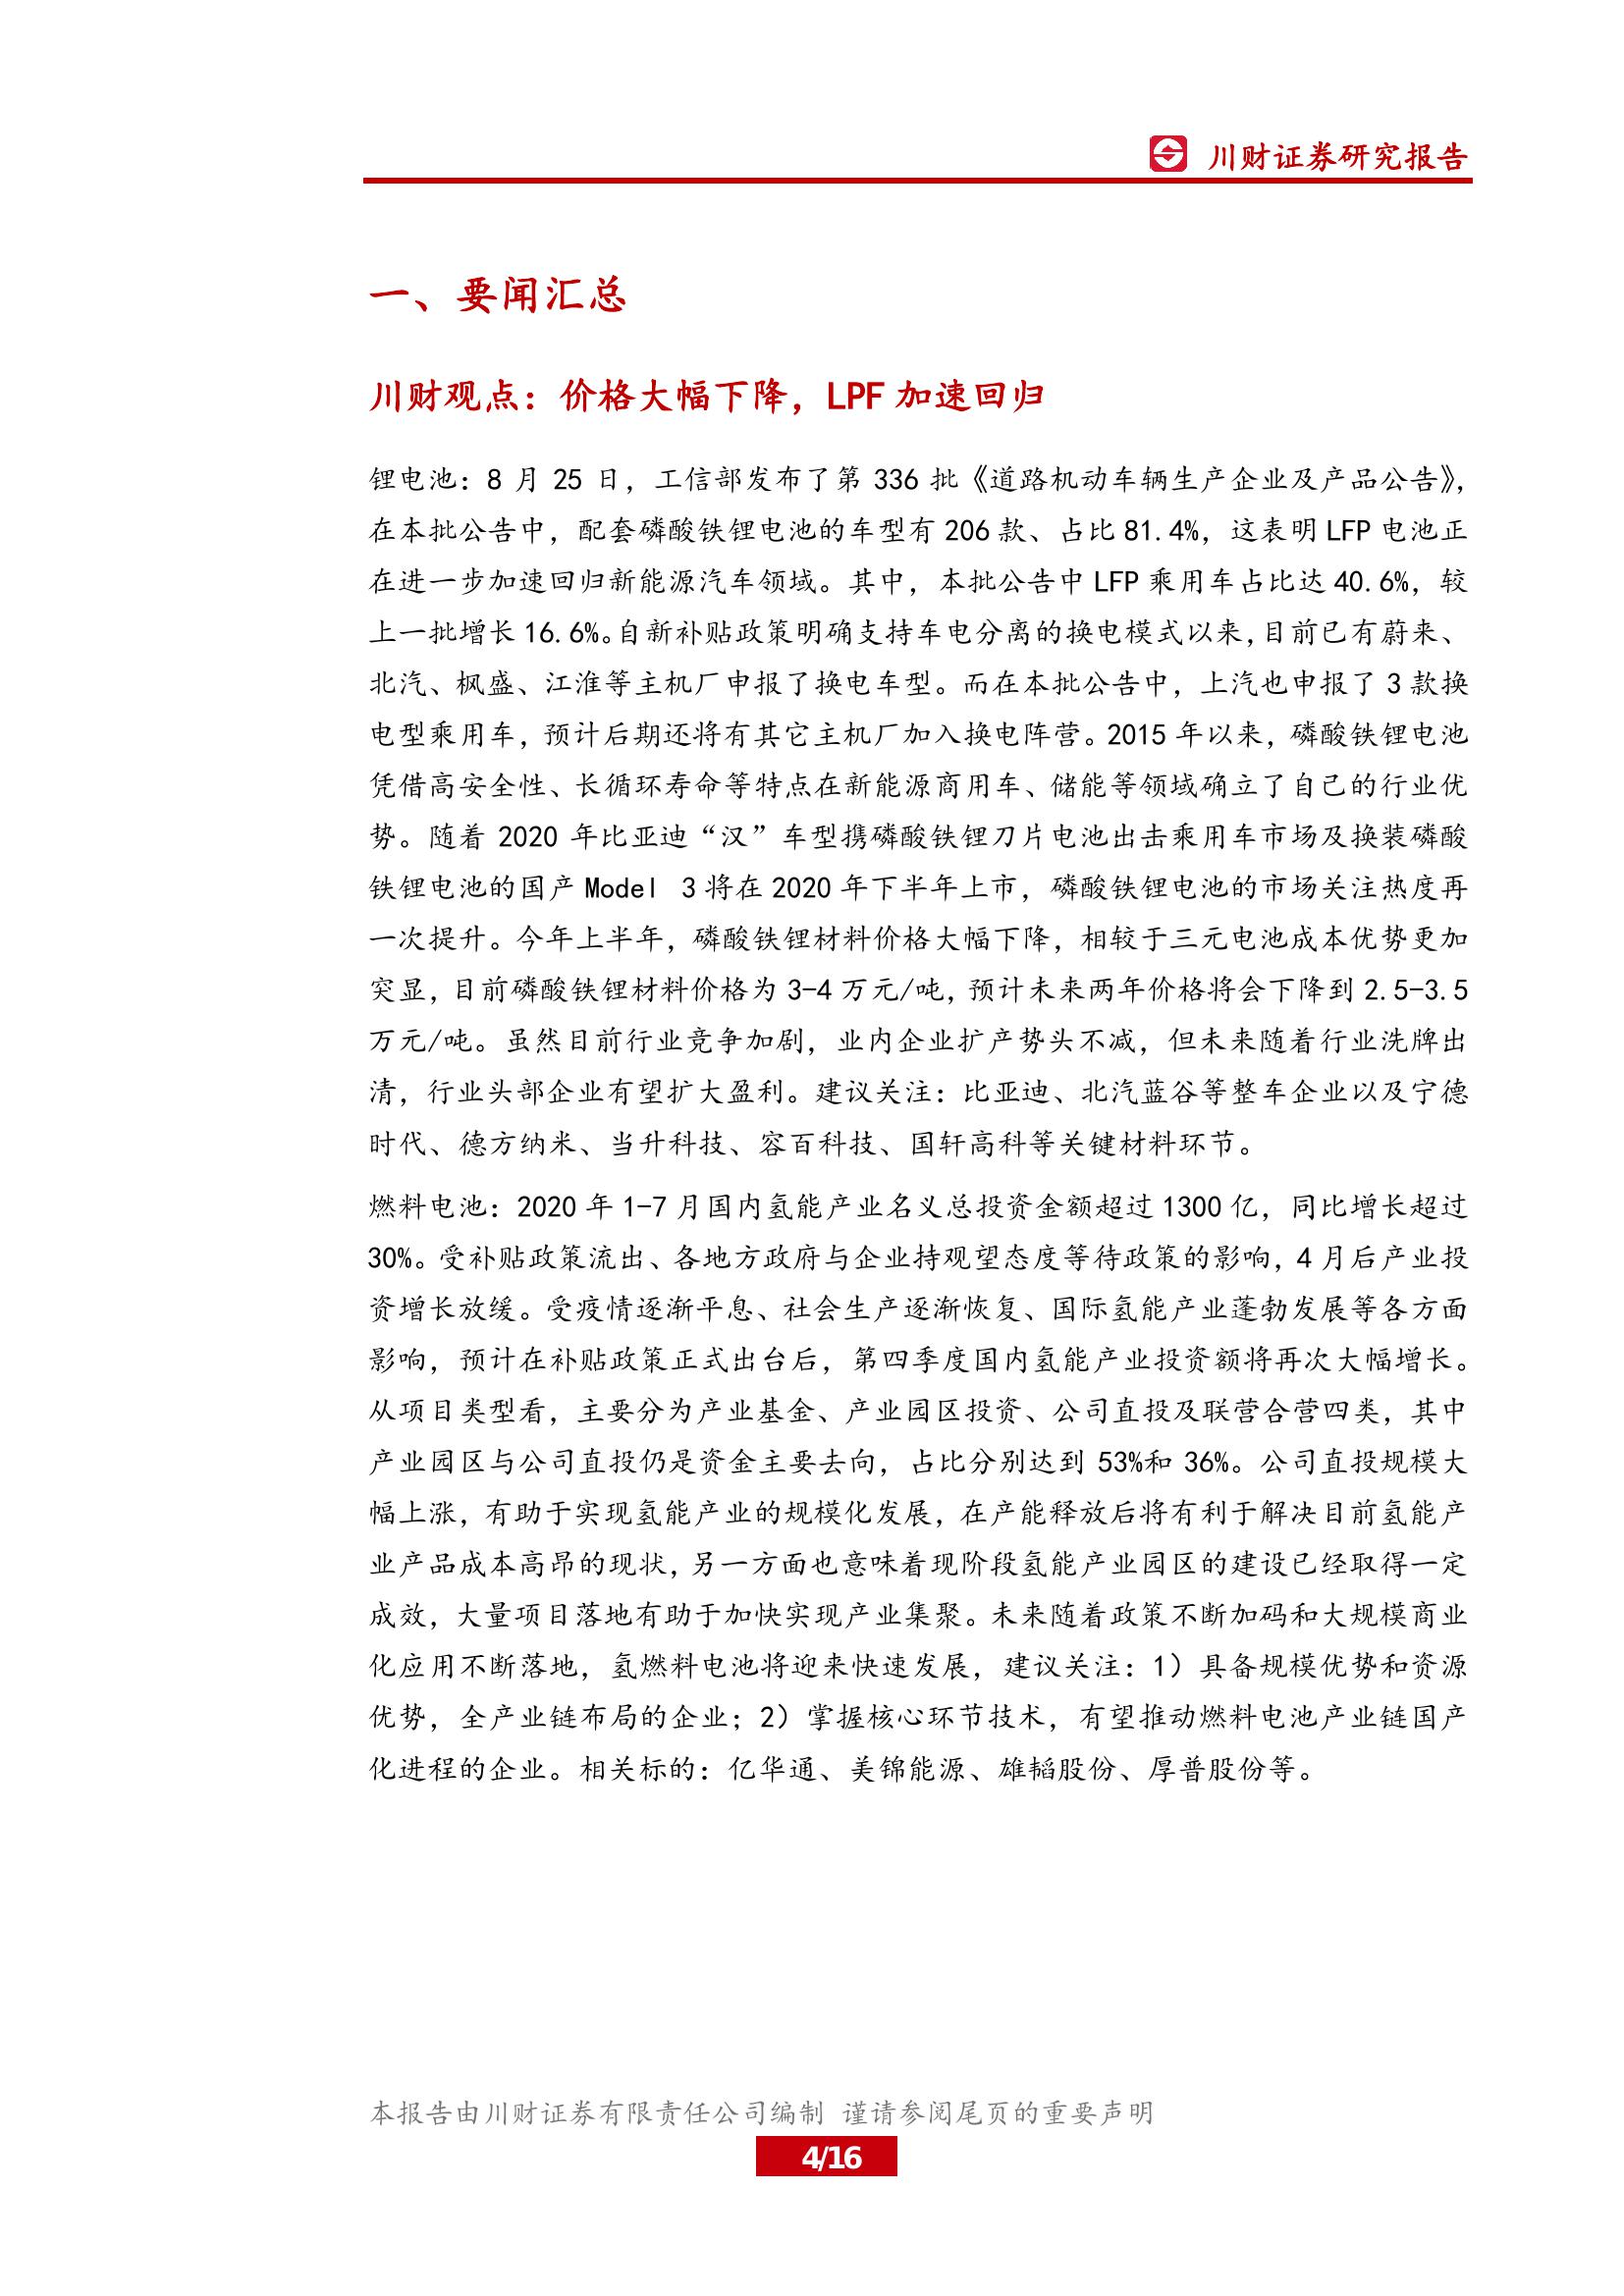 川财证券研究报告
一、要闻汇总
川财观点：价格大幅下降，LPF 加速回归
锂电池：8 月 25 日，工信部发布了第 336 批《道路机动车辆生产企业及产品公告》，
在本批公告中，配套磷酸铁锂电池的车型有 206 款、占比 81.4%，这表明 LFP 电池正
在进一步加速回归新能源汽车领域。其中，本批公告中 LFP 乘用车占比达 40.6%，较
上一批增长 16.6%。自新补贴政策明确支持车电分离的换电模式以来，目前已有蔚来、
北汽、枫盛、江淮等主机厂申报了换电车型。而在本批公告中，上汽也申报了 3 款换
电型乘用车，预计后期还将有其它主机厂加入换电阵营。2015 年以来，磷酸铁锂电池
凭借高安全性、长循环寿命等特点在新能源商用车、储能等领域确立了自己的行业优
势。随着 2020 年比亚迪“汉”车型携磷酸铁锂刀片电池出击乘用车市场及换装磷酸
铁锂电池的国产 Model 3 将在 2020 年下半年上市，磷酸铁锂电池的市场关注热度再
一次提升。今年上半年，磷酸铁锂材料价格大幅下降，相较于三元电池成本优势更加
突显，目前磷酸铁锂材料价格为 3-4 万元/吨，预计未来两年价格将会下降到 2.5-3.5
万元/吨。虽然目前行业竞争加剧，业内企业扩产势头不减，但未来随着行业洗牌出
清，行业头部企业有望扩大盈利。建议关注：比亚迪、北汽蓝谷等整车企业以及宁德
时代、德方纳米、当升科技、容百科技、国轩高科等关键材料环节。
燃料电池：2020 年 1-7 月国内氢能产业名义总投资金额超过 1300 亿，同比增长超过
30%。受补贴政策流出、各地方政府与企业持观望态度等待政策的影响，4 月后产业投
资增长放缓。受疫情逐渐平息、社会生产逐渐恢复、国际氢能产业蓬勃发展等各方面
影响，预计在补贴政策正式出台后，第四季度国内氢能产业投资额将再次大幅增长。
从项目类型看，主要分为产业基金、产业园区投资、公司直投及联营合营四类，其中
产业园区与公司直投仍是资金主要去向，占比分别达到 53%和 36%。公司直投规模大
幅上涨，有助于实现氢能产业的规模化发展，在产能释放后将有利于解决目前氢能产
业产品成本高昂的现状，另一方面也意味着现阶段氢能产业园区的建设已经取得一定
成效，大量项目落地有助于加快实现产业集聚。未来随着政策不断加码和大规模商业
化应用不断落地，氢燃料电池将迎来快速发展，建议关注：1）具备规模优势和资源
优势，全产业链布局的企业；2）掌握核心环节技术，有望推动燃料电池产业链国产
化进程的企业。相关标的：亿华通、美锦能源、雄韬股份、厚普股份等。
本报告由川财证券有限责任公司编制 谨请参阅尾页的重要声明
4/16